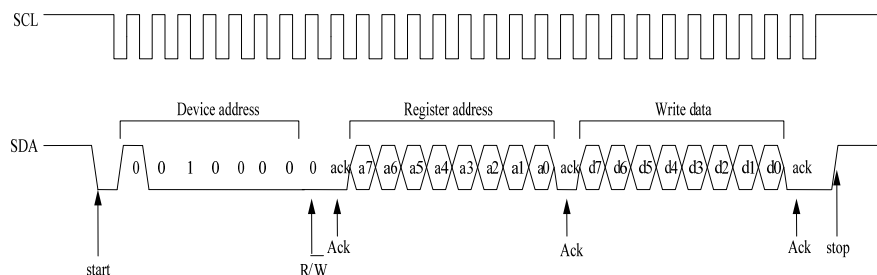 SCL
Device address Register address Write data
SDA 0 0 1 0 0 0 0 0 ack a7 a6 a5 a4 a3 a2 a1 a0 ack d7 d6 d5 d4 d3 d2 d1 d0 ack
Ack Ack Ack stop
start R/W